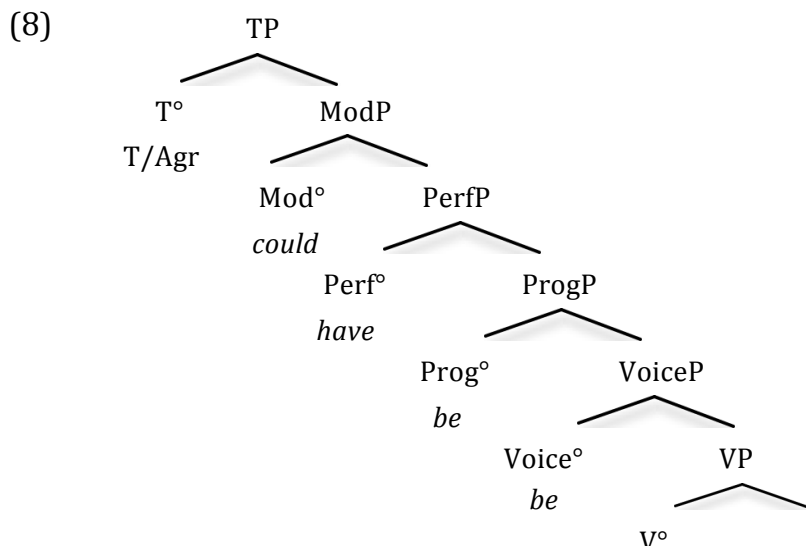 (8) TP
T° ModP
T/Agr
Mod° PerfP
could
Perf° ProgP
have
Prog° VoiceP
be
Voice° VP
be
V°